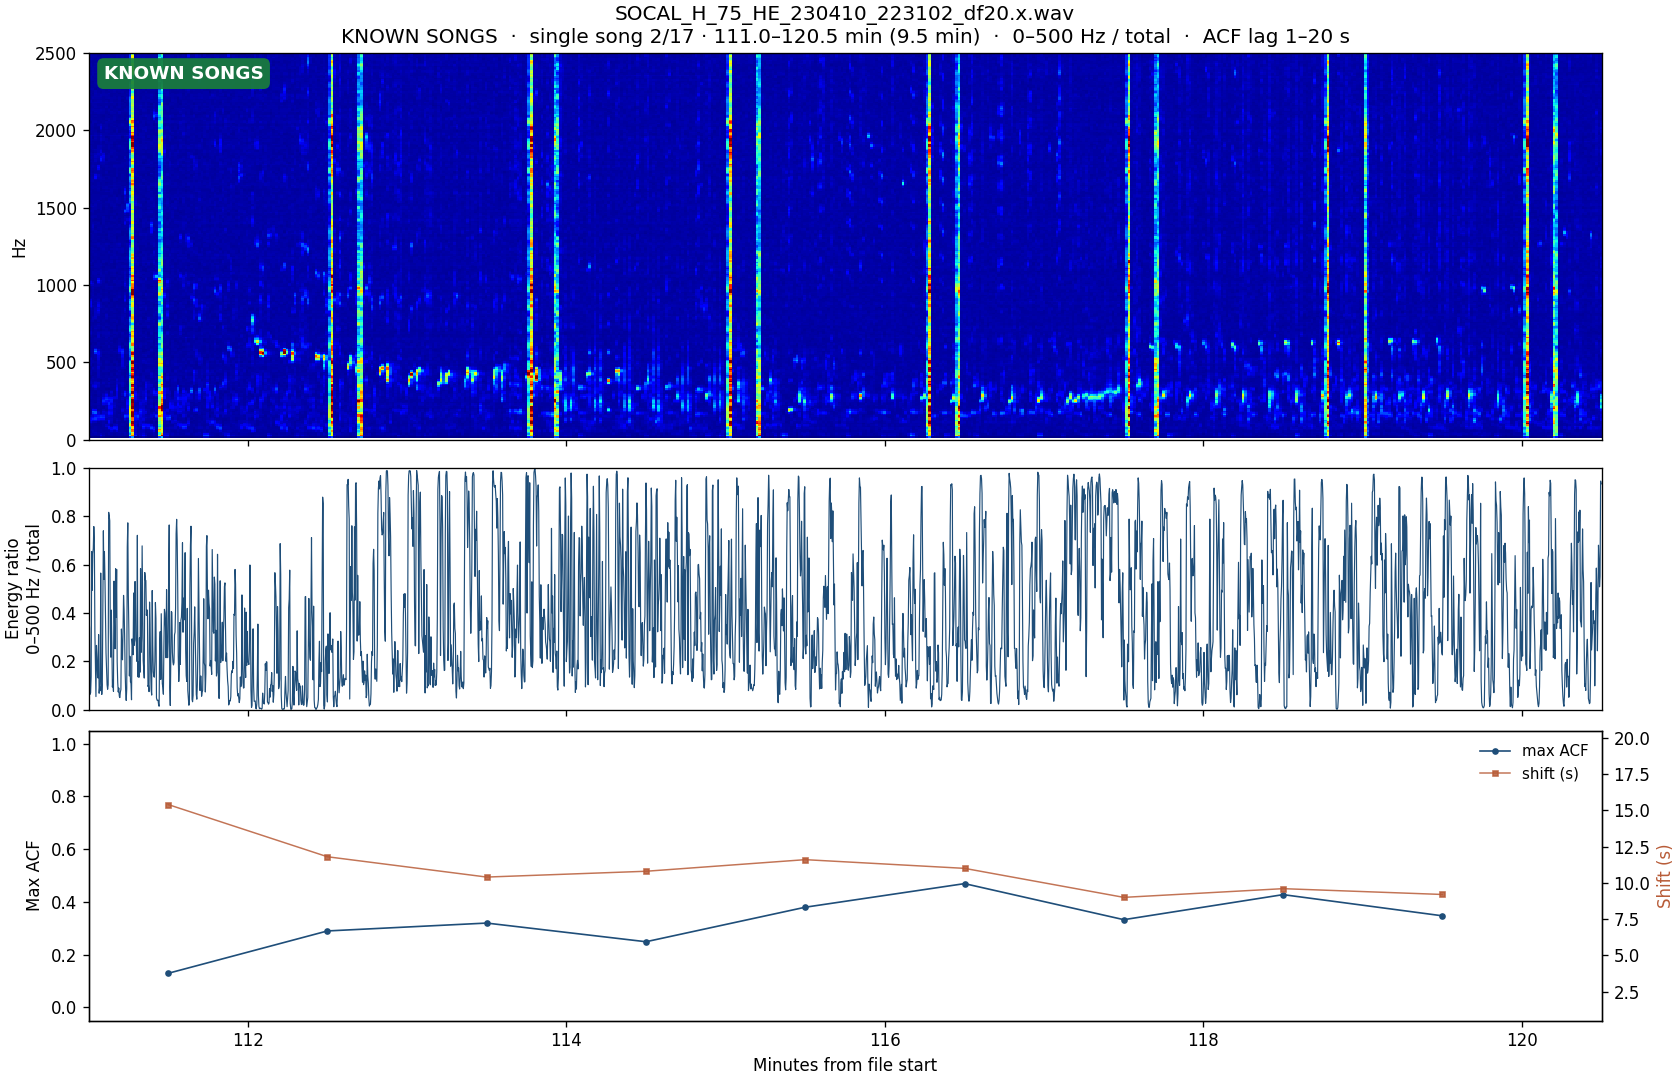 SOCAL_H_75_HE_230410_223102_df20.x.wav
KNOWN SONGS · single song 2/17 · 111.0–120.5 min (9.5 min) · 0–500 Hz / total · ACF lag 1–20 s
KNOWN SONGS
2500
2000
1500
1000
500
0
Hz
1.0
0.8
0.6
0.4
0.2
0.0
Energy ratio
0–500 Hz / total
1.0
0.8
0.6
0.4
0.2
0.0
Max ACF
max ACF
shift (s)
20.0
17.5
15.0
12.5
10.0
7.5
5.0
2.5
Shift (s)
112
114
116
118
120
Minutes from file start